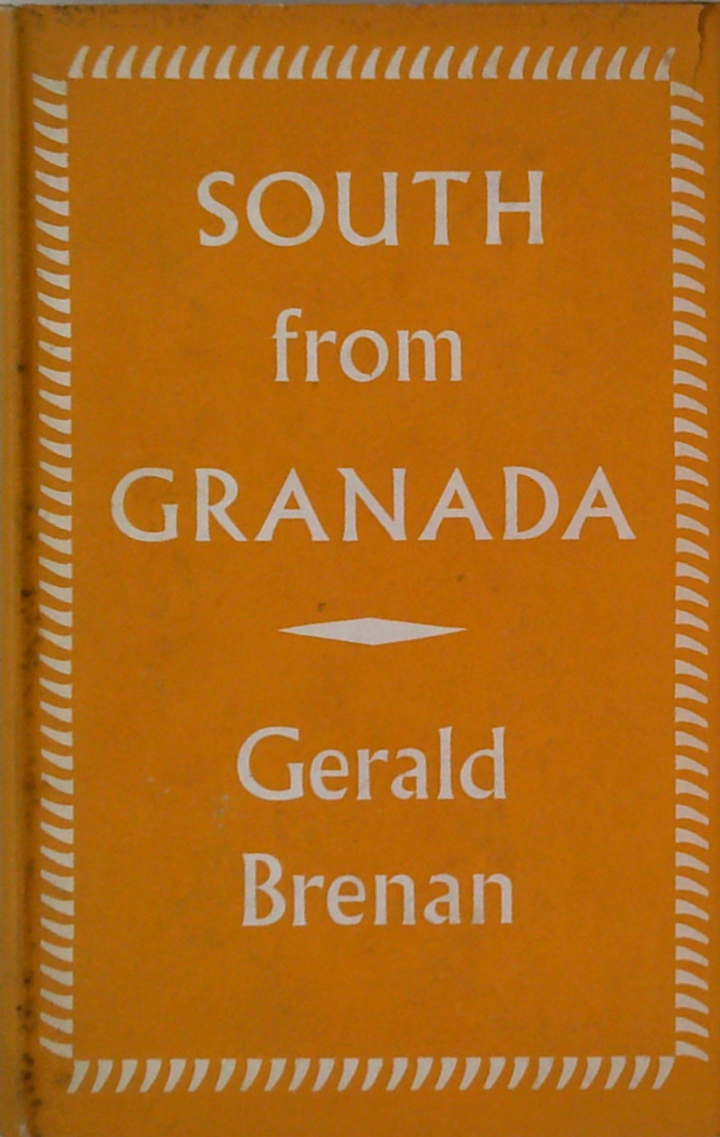 SOUTH
from
GRANADA
Gerald
Brenan